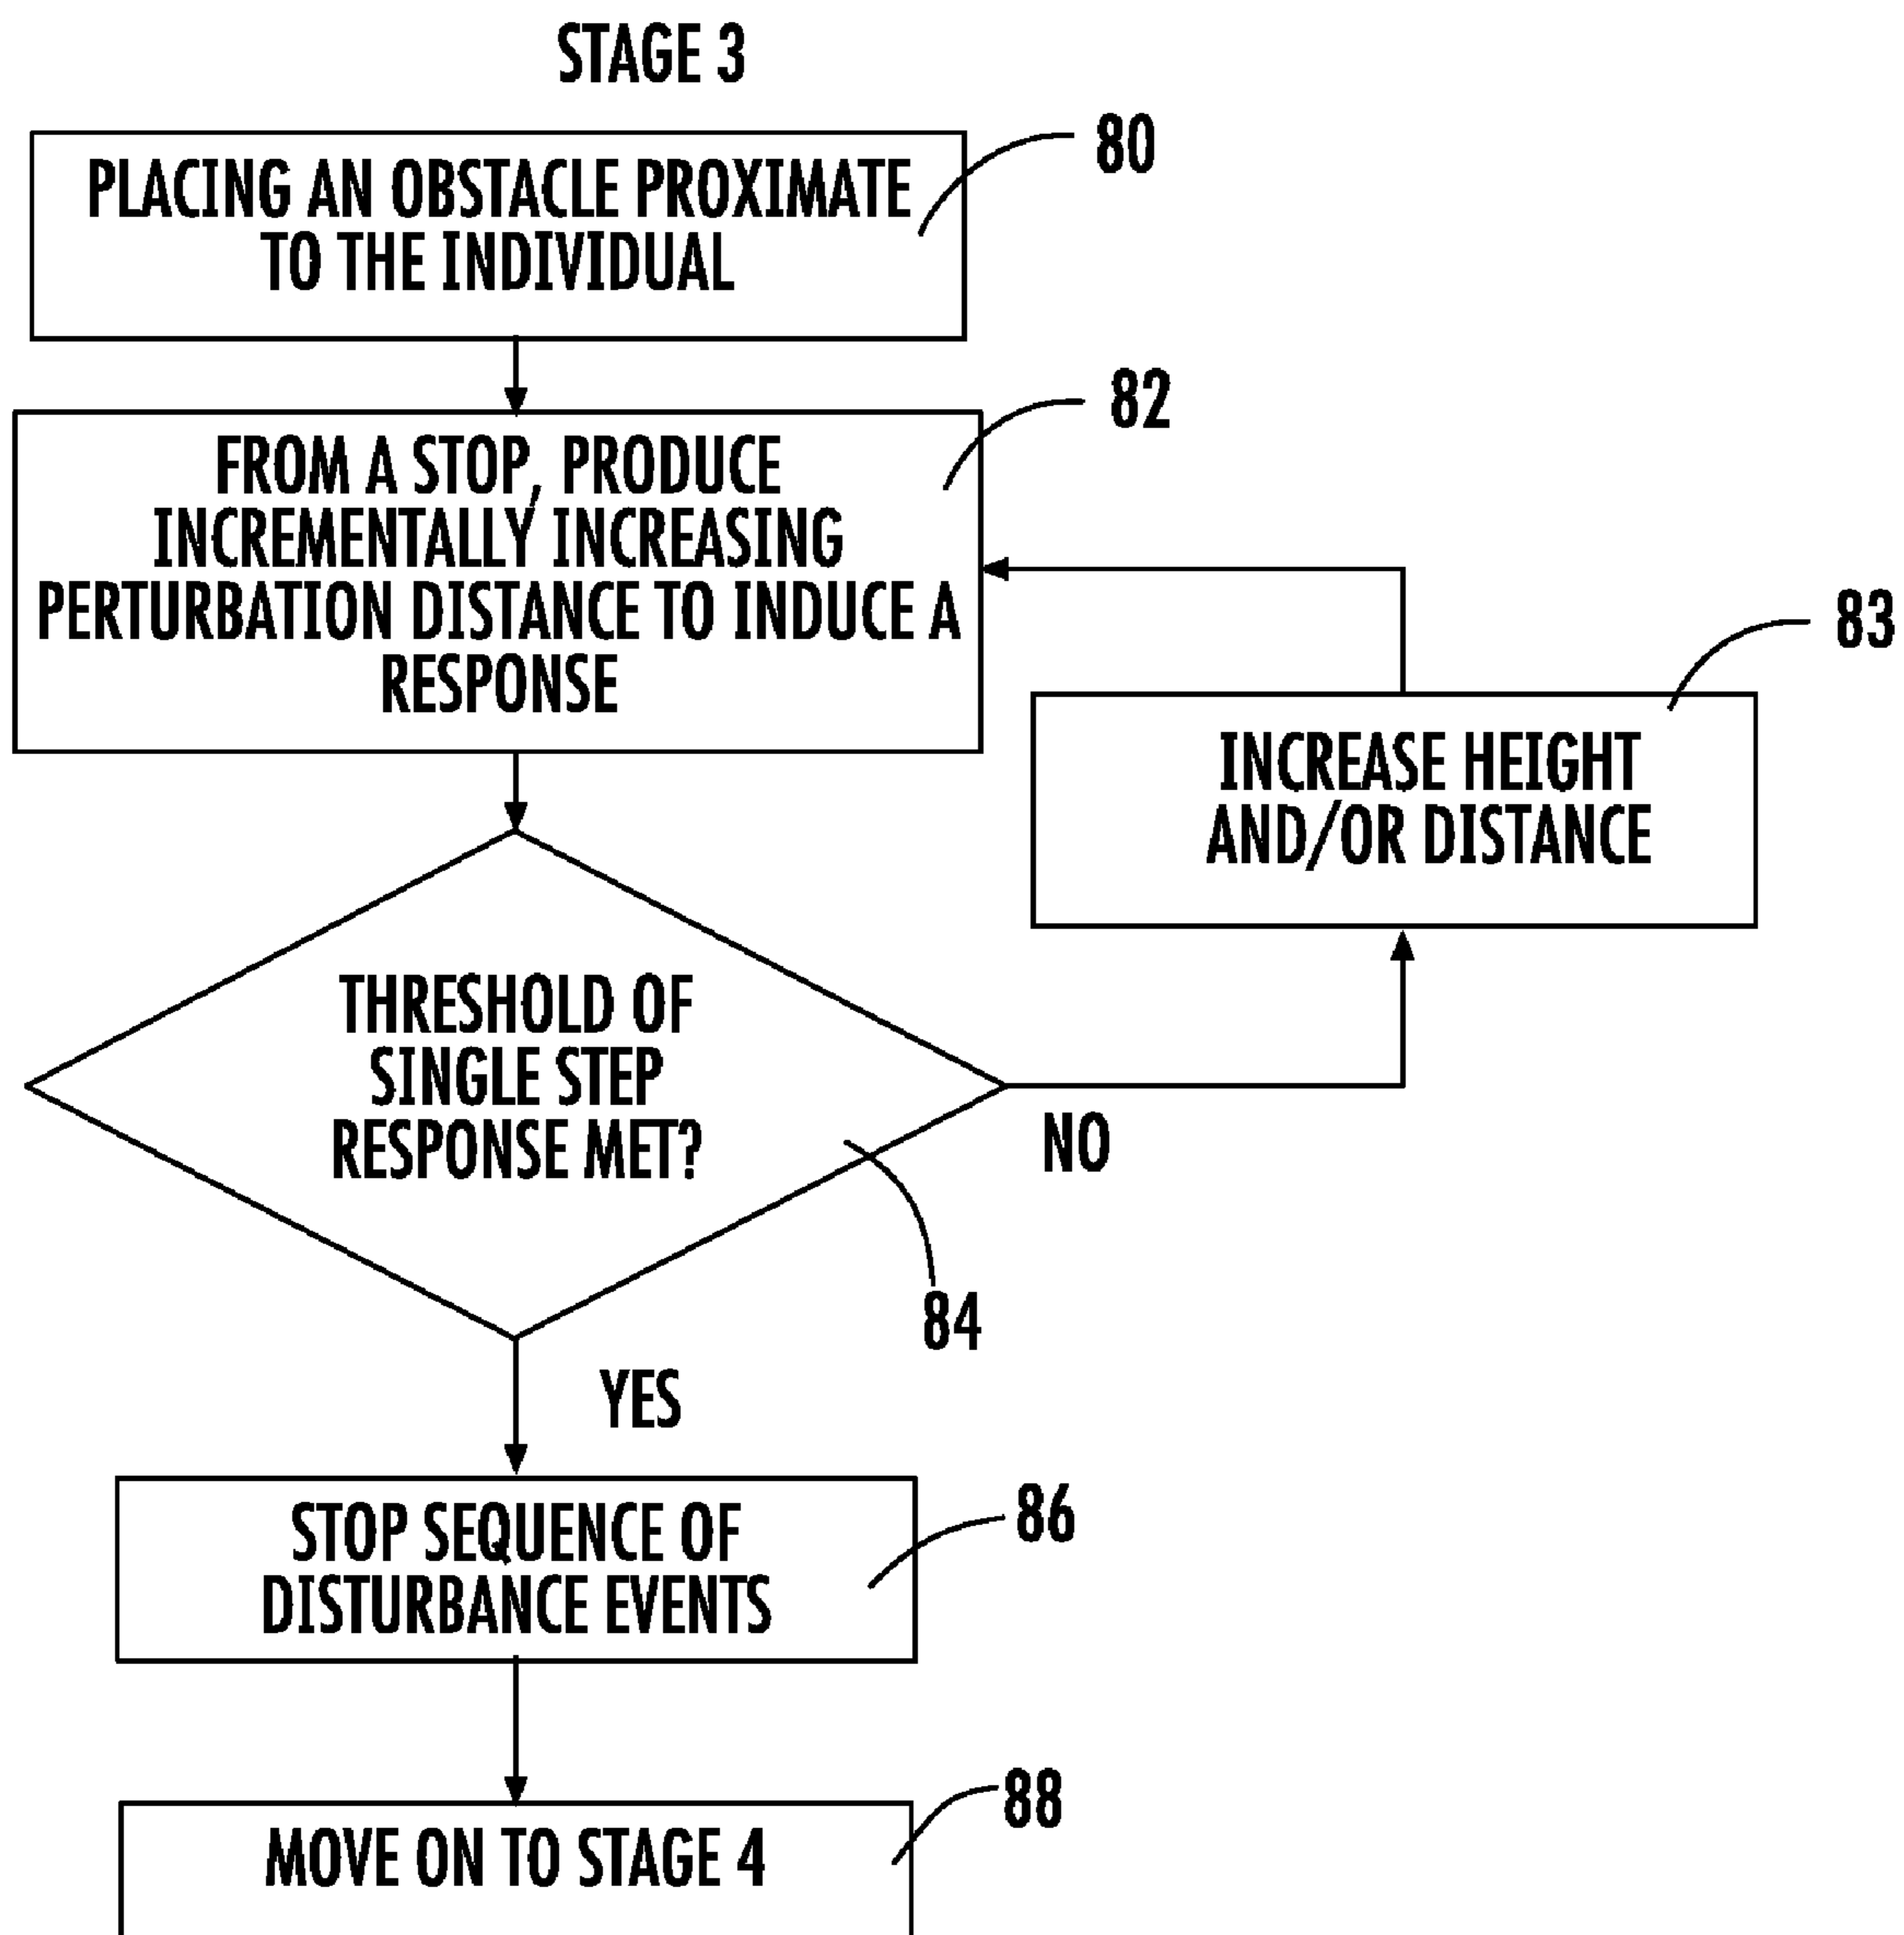 STAGE 3
80
PLACING AN OBSTACLE PROXIMATE
TO THE INDIVIDUAL
82
FROM A STOP, PRODUCE
INCREMENTALLY INCREASING
PERTURBATION DISTANCE TO INDUCE A
RESPONSE
83
INCREASE HEIGHT
AND/OR DISTANCE
THRESHOLD OF
SINGLE STEP
RESPONSE MET?
NO
84
YES
86
STOP SEQUENCE OF
DISTURBANCE EVENTS
88
MOVE ON TO STAGE 4